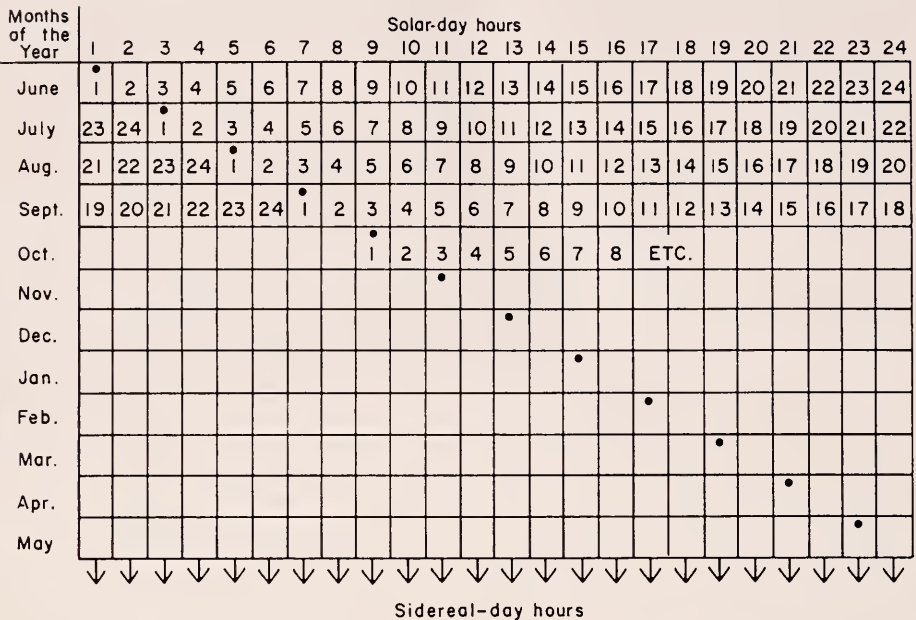 Months of the Year
Solar-day hours
1 2 3 4 5 6 7 8 9 10 11 12 13 14 15 16 17 18 19 20 21 22 23 24
June 1 2 3 4 5 6 7 8 9 10 11 12 13 14 15 16 17 18 19 20 21 22 23 24
July 23 24 1 2 3 4 5 6 7 8 9 10 11 12 13 14 15 16 17 18 19 20 21 22
Aug. 21 22 23 24 1 2 3 4 5 6 7 8 9 10 11 12 13 14 15 16 17 18 19 20
Sept. 19 20 21 22 23 24 1 2 3 4 5 6 7 8 9 10 11 12 13 14 15 16 17 18
Oct. 1 2 3 4 5 6 7 8 ETC.
Nov.
Dec.
Jan.
Feb.
Mar.
Apr.
May
Sidereal-day hours